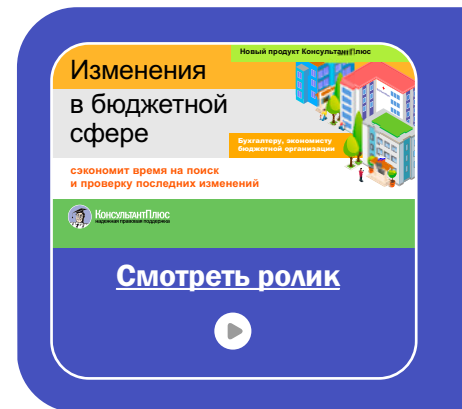 Новый продукт КонсультантПлюс
Изменения
в бюджетной
сфере
Бухгалтеру, экономисту
бюджетной организации
сэкономит время на поиск
и проверку последних изменений
КонсультантПлюс
надежная правовая поддержка
Смотреть ролик